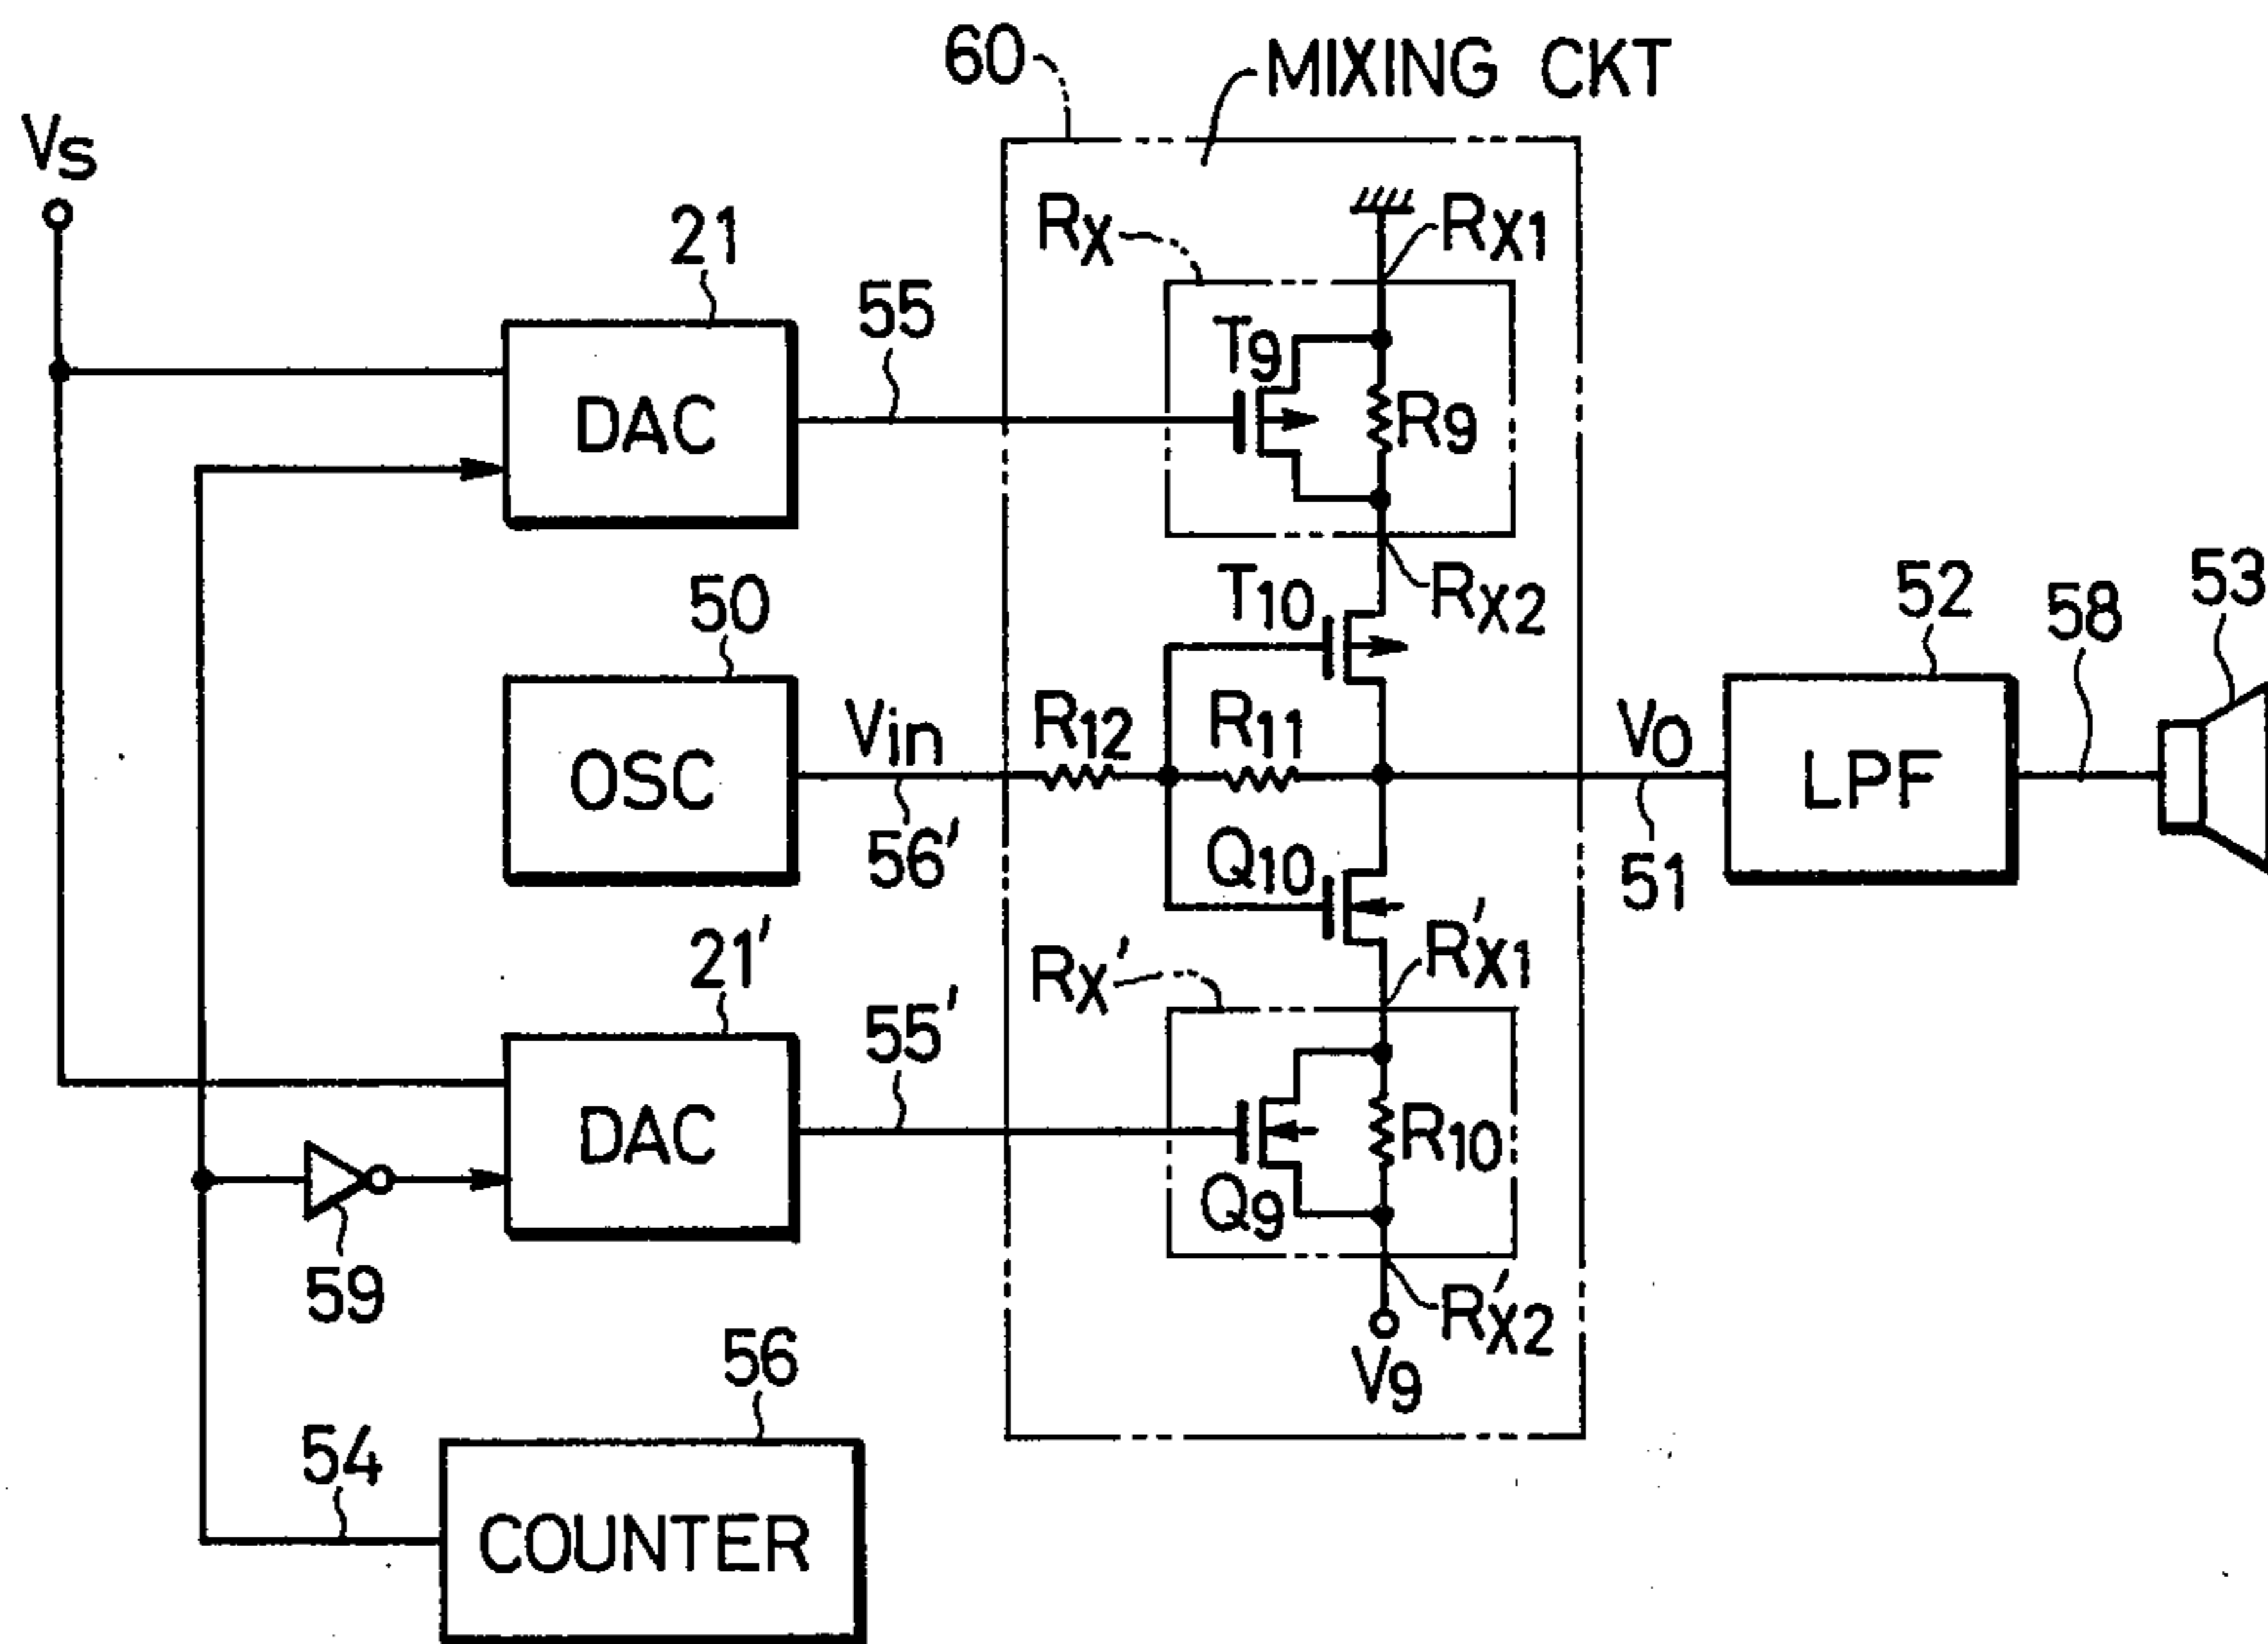 60
MIXING CKT
VS
21
RX
RX1
55
T9
DAC
R9
50
T10
RX2
52
58
53
Vin
R12
R11
VO
OSC
LPF
56′
Q10
51
21′
RX′
R′X1
55′
DAC
R10
Q9
59
R′X2
56
V9
54
COUNTER